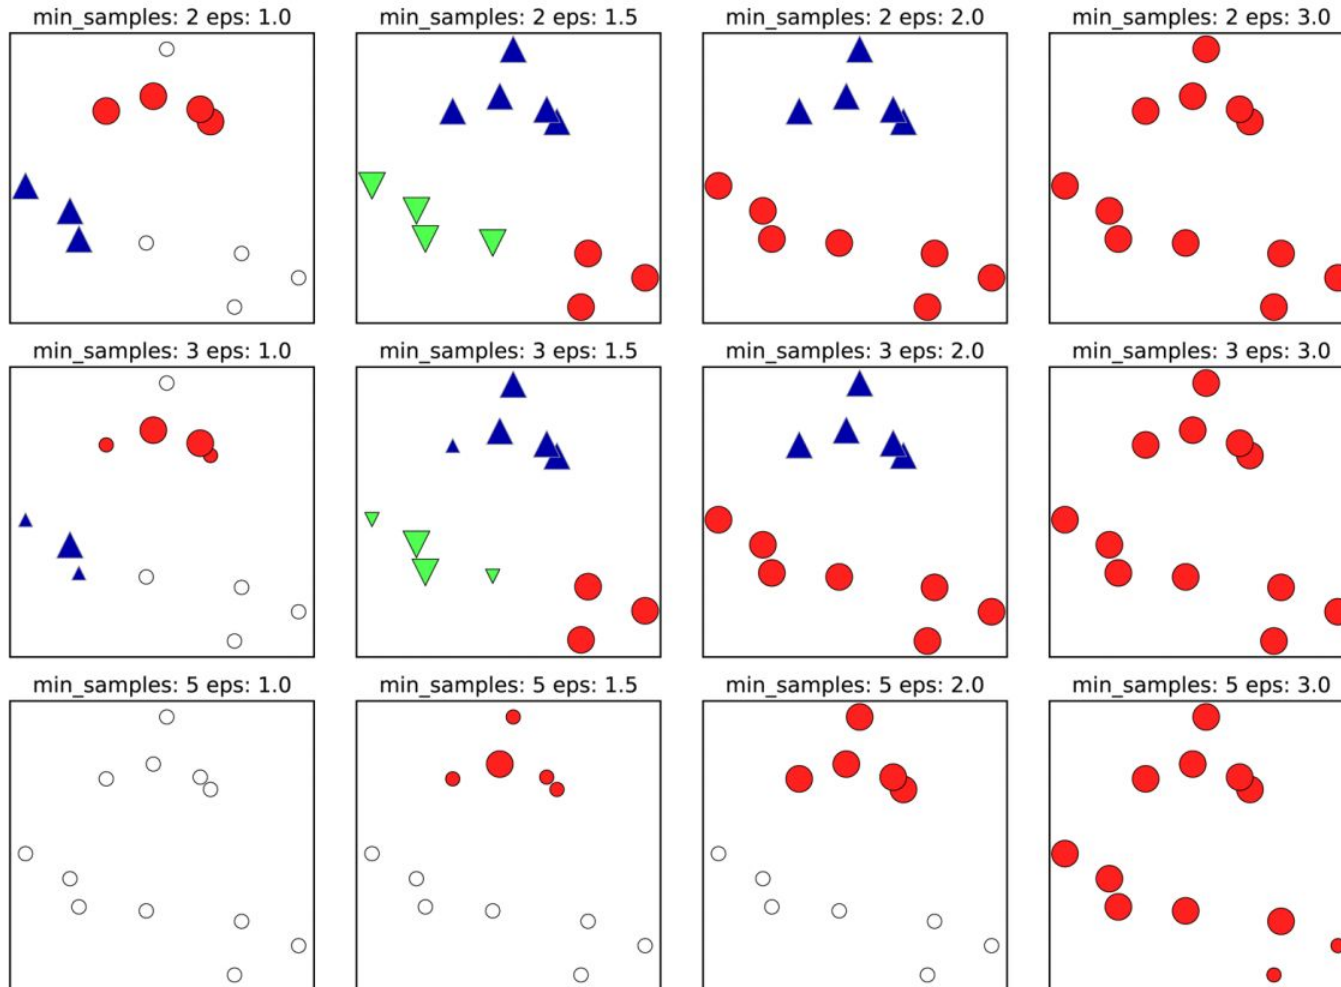 min_samples: 2 eps: 1.0
min_samples: 2 eps: 1.5
min_samples: 2 eps: 2.0
min_samples: 2 eps: 3.0
min_samples: 3 eps: 1.0
min_samples: 3 eps: 1.5
min_samples: 3 eps: 2.0
min_samples: 3 eps: 3.0
min_samples: 5 eps: 1.0
min_samples: 5 eps: 1.5
min_samples: 5 eps: 2.0
min_samples: 5 eps: 3.0